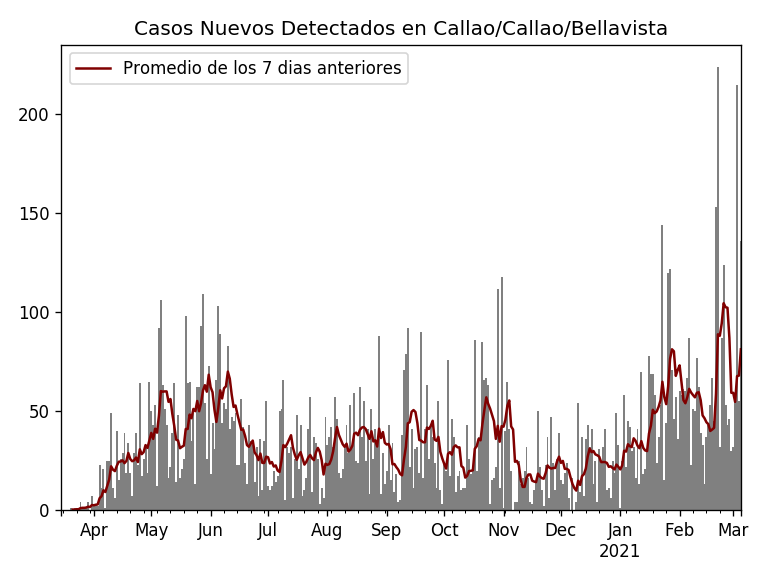 Casos Nuevos Detectados en Callao/Callao/Bellavista
Promedio de los 7 dias anteriores
200
150
100
50
0
Apr May Jun Jul Aug Sep Oct Nov Dec Jan Feb Mar
2021